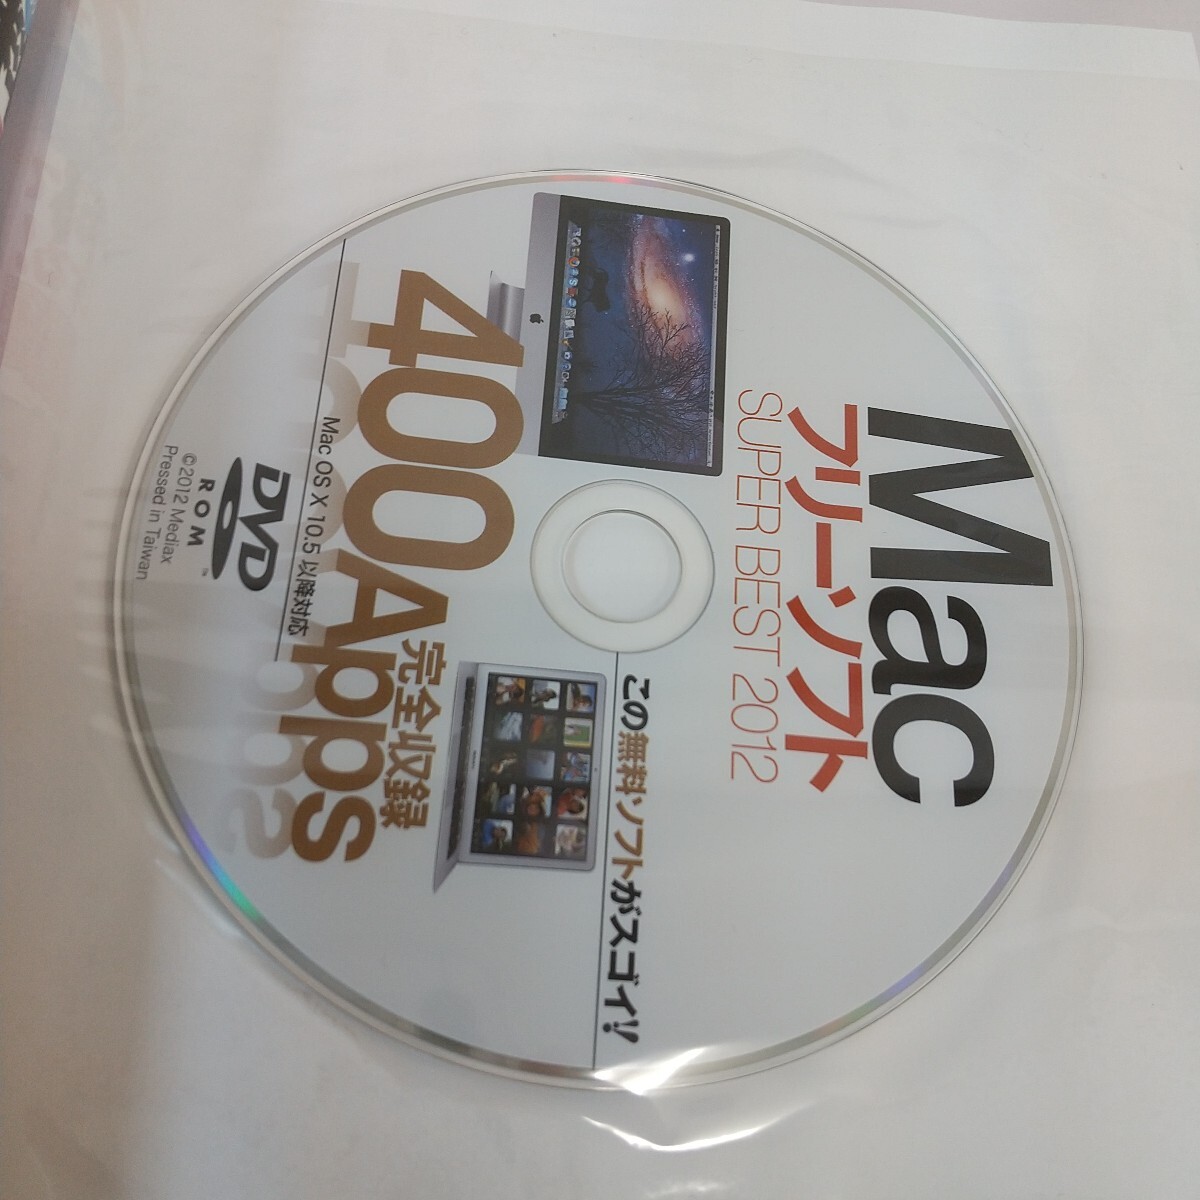 Mac
フリーソフト
SUPER BEST 2012
この無料ソフトがスゴイ!!
400Apps
完全収録
Mac OS X 10.5 以降対応
DVD
ROM
TM
©2012 Mediax
Pressed in Taiwan